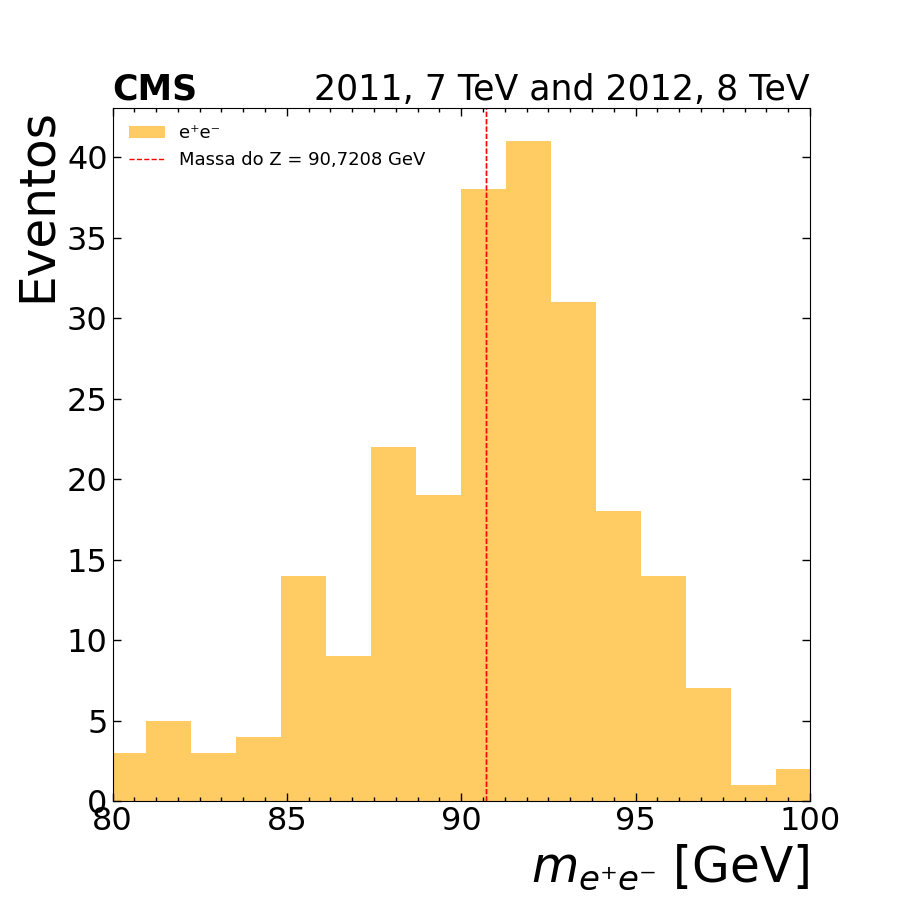 CMS 2011, 7 TeV and 2012, 8 TeV
e⁺e⁻
Massa do Z = 90,7208 GeV
Eventos
40
35
30
25
20
15
10
5
0
80 85 90 95 100
m_{e⁺e⁻} [GeV]